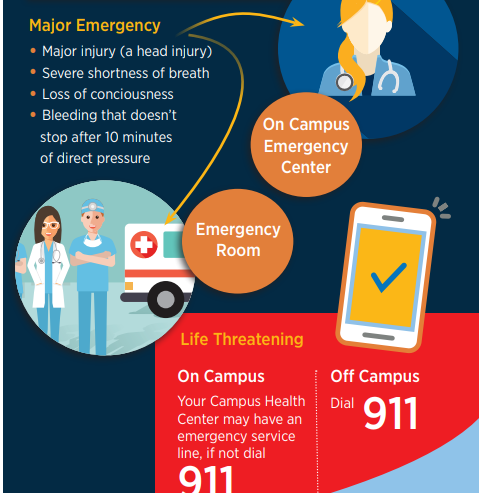 Major Emergency
• Major injury (a head injury)
• Severe shortness of breath
• Loss of conciousness
• Bleeding that doesn't
stop after 10 minutes
of direct pressure
On Campus
Emergency
Center
Emergency
Room
Life Threatening
On Campus
Your Campus Health
Center may have an
emergency service
line, if not dial
911
Off Campus
Dial 911